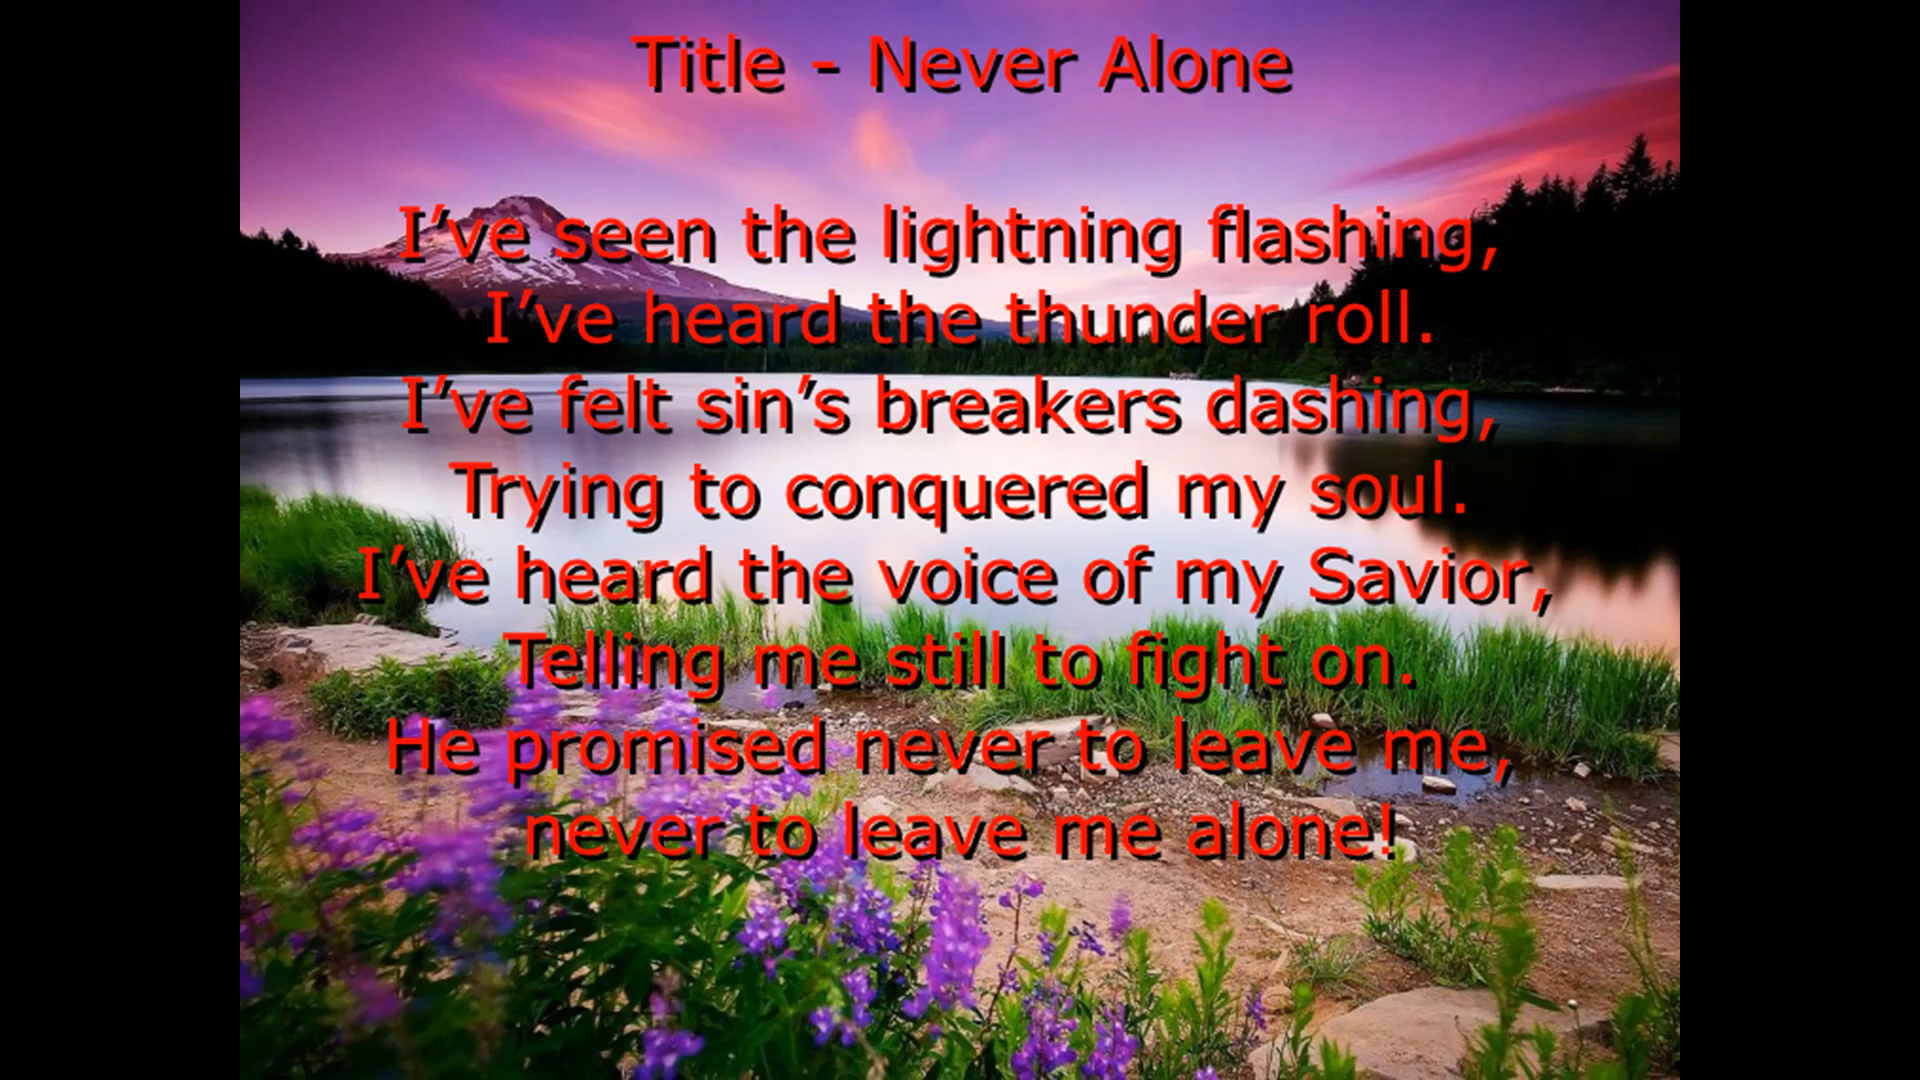 Title - Never Alone
I’ve seen the lightning flashing,
I’ve heard the thunder roll.
I’ve felt sin’s breakers dashing,
Trying to conquered my soul.
I’ve heard the voice of my Savior,
Telling me still to fight on.
He promised never to leave me,
never to leave me alone!